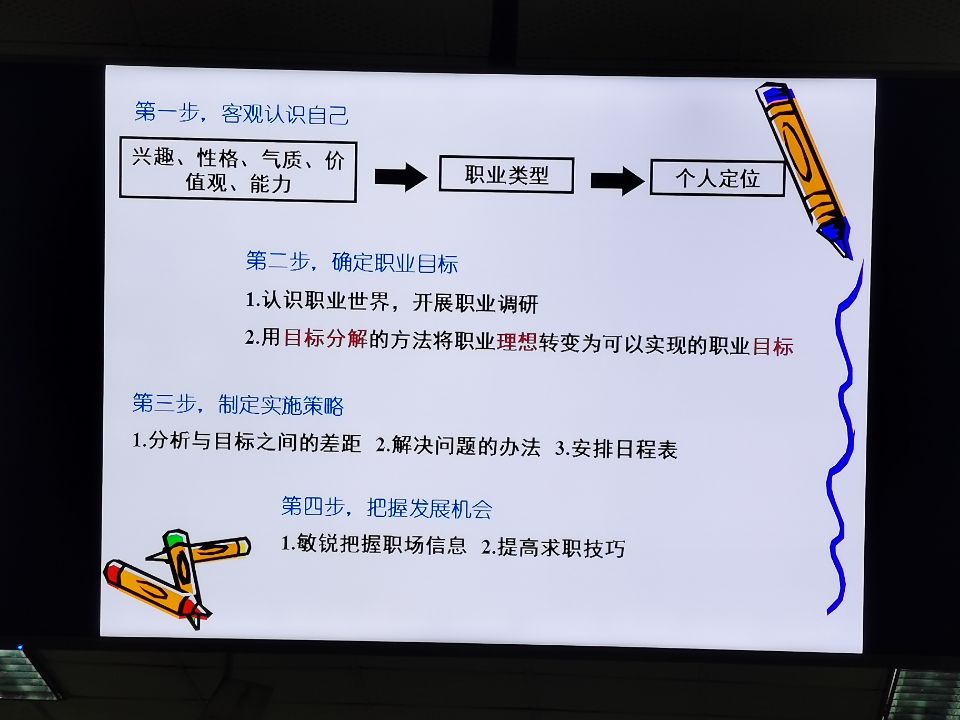 第一步，客观认识自己
兴趣、性格、气质、价
值观、能力
职业类型
个人定位
第二步，确定职业目标
1.认识职业世界，开展职业调研
2.用目标分解的方法将职业理想转变为可以实现的职业目标
第三步，制定实施策略
1.分析与目标之间的差距 2.解决问题的办法 3.安排日程表
第四步，把握发展机会
1.敏锐把握职场信息 2.提高求职技巧